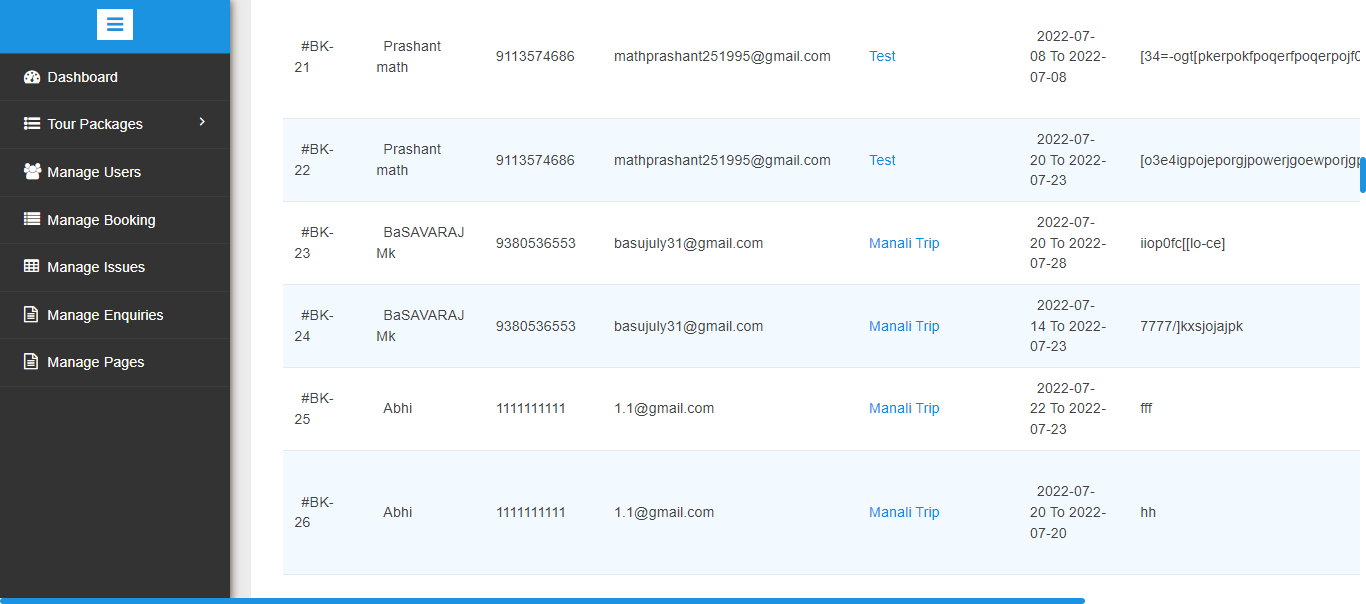 Dashboard
Tour Packages
Manage Users
Manage Booking
Manage Issues
Manage Enquiries
Manage Pages
#BK-
21
Prashant
math
9113574686
mathprashant251995@gmail.com
Test
2022-07-
08 To 2022-
07-08
[34=-ogt[pkerpokfpoqerfpoqerpojf0
#BK-
22
Prashant
math
9113574686
mathprashant251995@gmail.com
Test
2022-07-
20 To 2022-
07-23
[o3e4igpojeporgjpowerjgoewporjgp
#BK-
23
BaSAVARAJ
Mk
9380536553
basujuly31@gmail.com
Manali Trip
2022-07-
20 To 2022-
07-28
iiop0fc[[lo-ce]
#BK-
24
BaSAVARAJ
Mk
9380536553
basujuly31@gmail.com
Manali Trip
2022-07-
14 To 2022-
07-23
7777/]kxsjojajpk
#BK-
25
Abhi
1111111111
1.1@gmail.com
Manali Trip
2022-07-
22 To 2022-
07-23
fff
#BK-
26
Abhi
1111111111
1.1@gmail.com
Manali Trip
2022-07-
20 To 2022-
07-20
hh